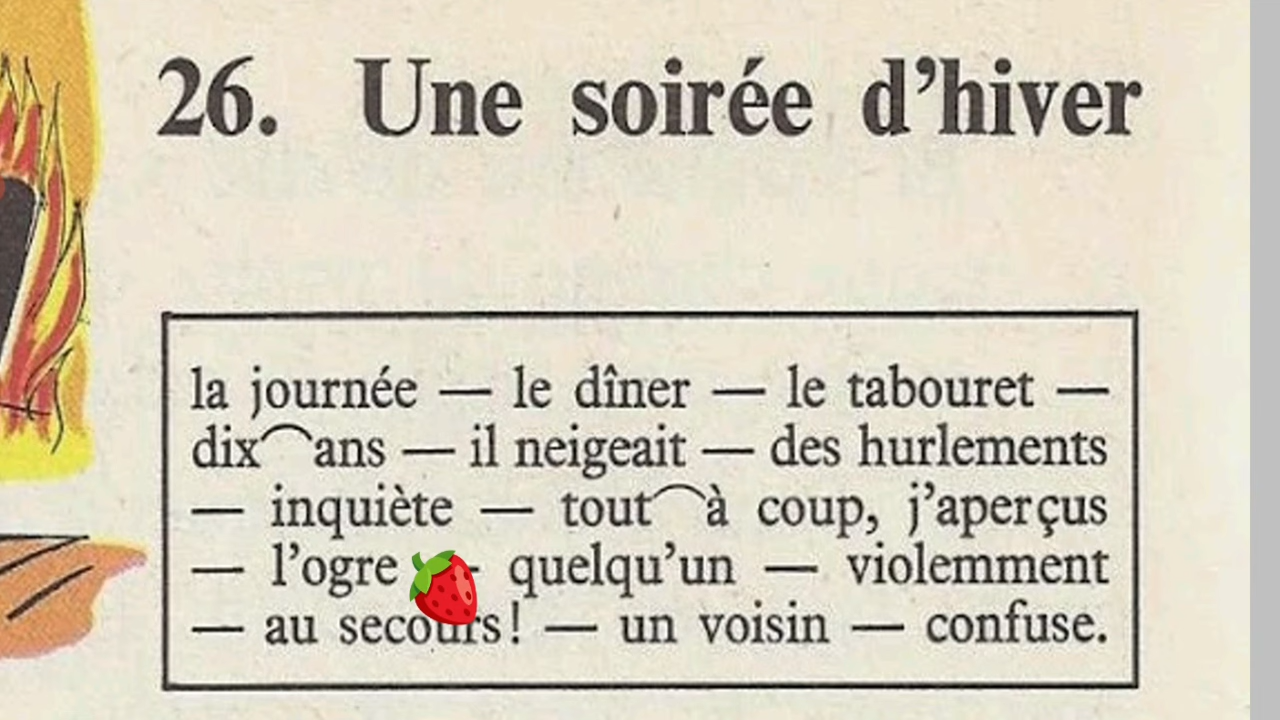 26. Une soirée d'hiver
la journée — le dîner — le tabouret —
dix‿ans — il neigeait — des hurlements
— inquiète — tout‿à coup, j'aperçus
— l'ogre — quelqu'un — violemment
— au secours! — un voisin — confuse.